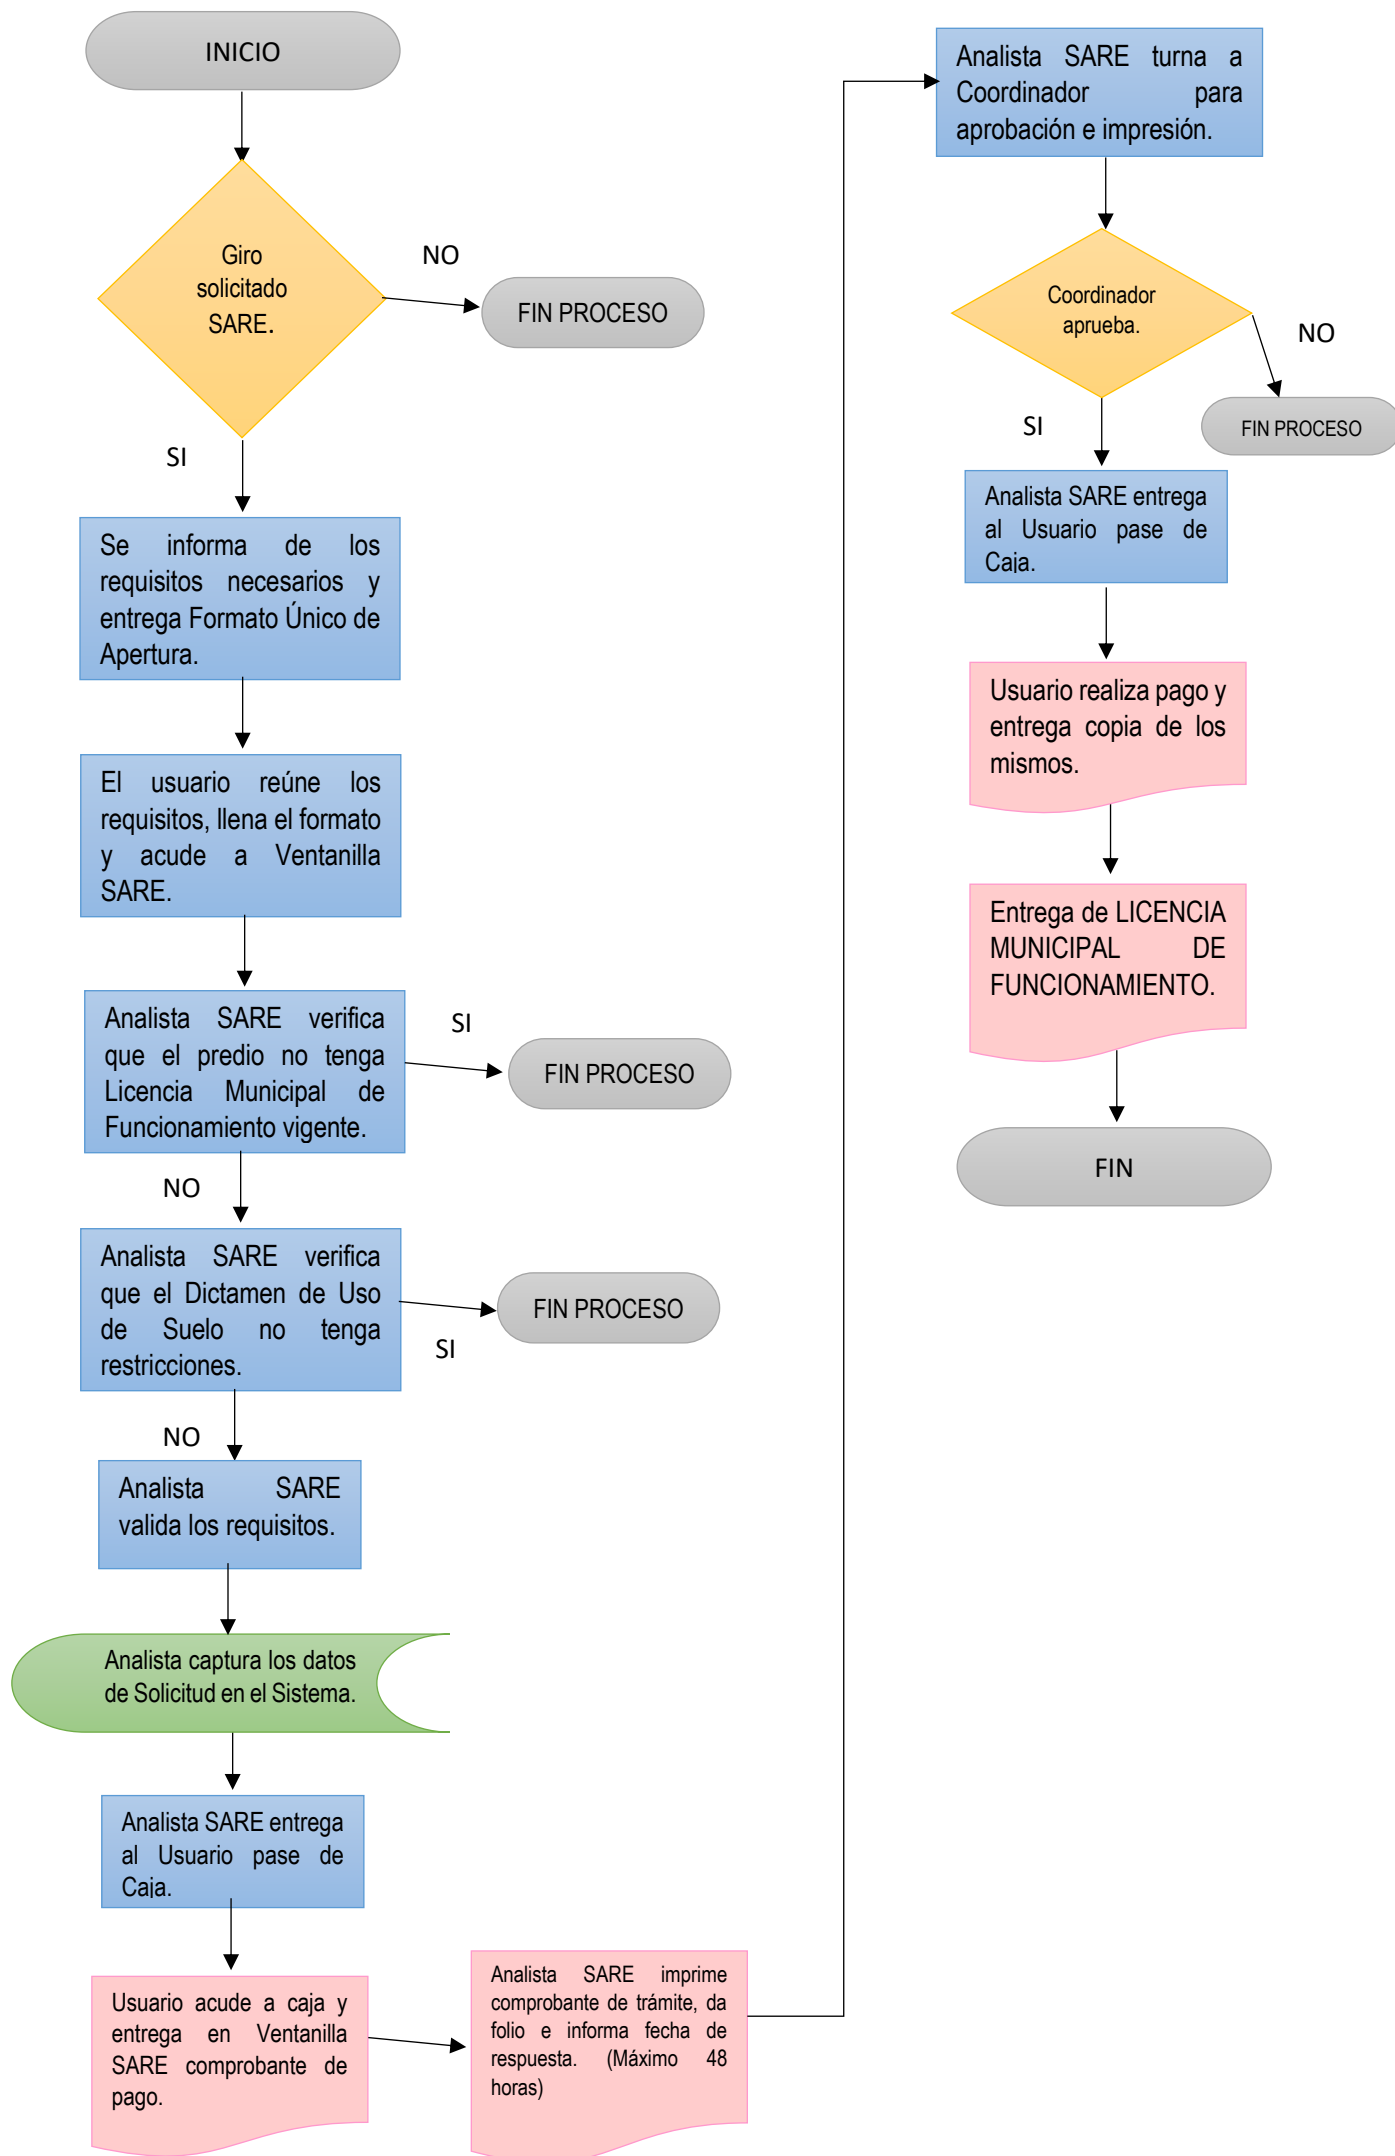 INICIO
Giro
solicitado
SARE.
NO
FIN PROCESO
SI
Se informa de los
requisitos necesarios y
entrega Formato Único de
Apertura.
El usuario reúne los
requisitos, llena el formato
y acude a Ventanilla
SARE.
Analista SARE verifica
que el predio no tenga
Licencia Municipal de
Funcionamiento vigente.
SI
FIN PROCESO
NO
Analista SARE verifica
que el Dictamen de Uso
de Suelo no tenga
restricciones.
FIN PROCESO
SI
NO
Analista SARE
valida los requisitos.
Analista captura los datos
de Solicitud en el Sistema.
Analista SARE entrega
al Usuario pase de
Caja.
Usuario acude a caja y
entrega en Ventanilla
SARE comprobante de
pago.
Analista SARE imprime
comprobante de trámite, da
folio e informa fecha de
respuesta. (Máximo 48
horas)
Analista SARE turna a
Coordinador para
aprobación e impresión.
Coordinador
aprueba.
NO
FIN PROCESO
SI
Analista SARE entrega
al Usuario pase de
Caja.
Usuario realiza pago y
entrega copia de los
mismos.
Entrega de LICENCIA
MUNICIPAL DE
FUNCIONAMIENTO.
FIN